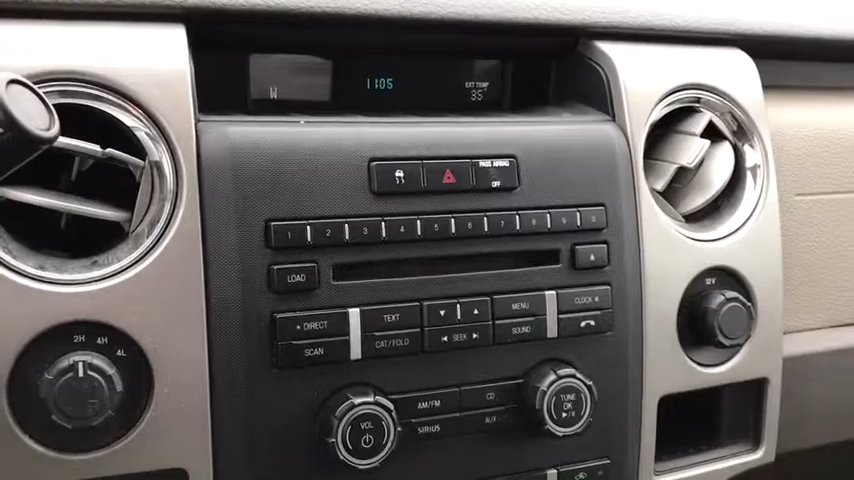 W
11:05
EXT TEMP
35°
PASS AIRBAG
OFF
1 2 3 4 5 6 7 8 9 0
LOAD
12V
DIRECT
TEXT
MENU
CLOCK
SCAN
CAT/FOLD
SEEK
SOUND
2H 4H 4L
VOL
AM/FM
CD
SIRIUS
AUX
TUNE
OK